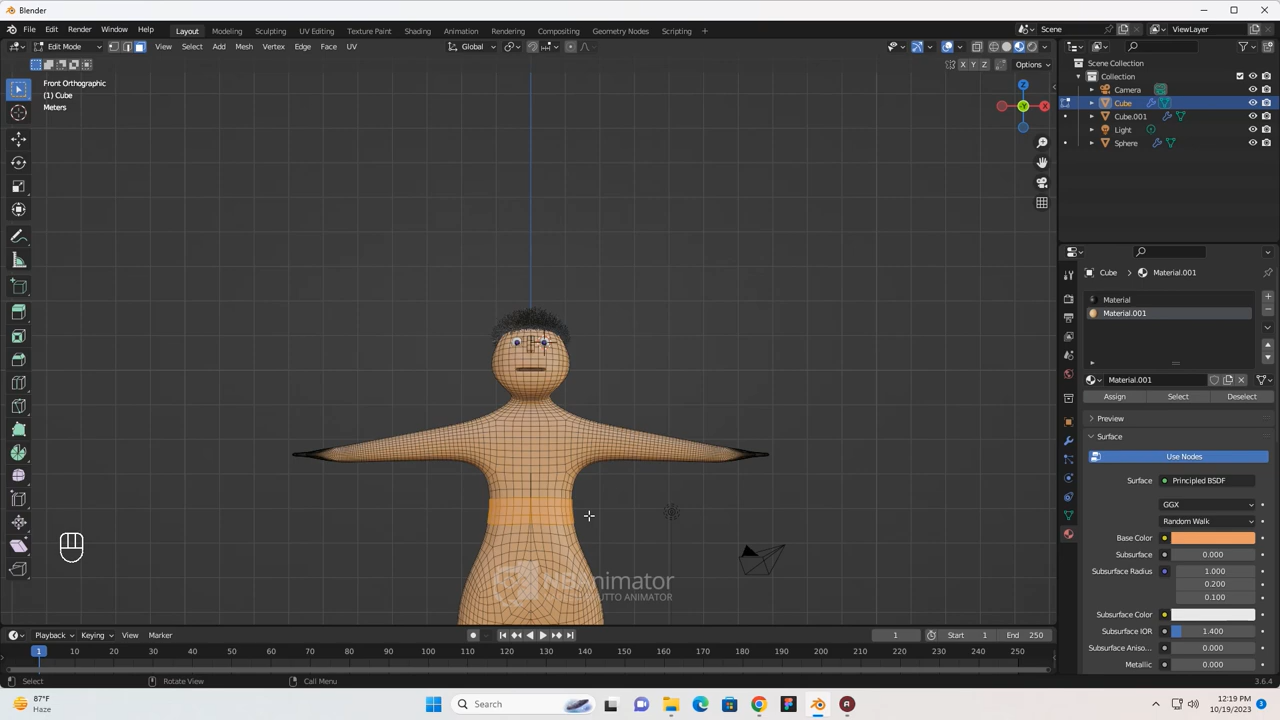 Blender
File Edit Render Window Help Layout Modeling Sculpting UV Editing Texture Paint Shading Animation Rendering Compositing Geometry Nodes Scripting + Scene ViewLayer
Edit Mode View Select Add Mesh Vertex Edge Face UV Global
X Y Z Options
Front Orthographic
(1) Cube
Meters
Z
Y
X
Scene Collection
Collection
Camera
Cube
Cube.001
Light
Sphere
Cube > Material.001
Material
Material.001
Material.001
Assign Select Deselect
Preview
Surface
Use Nodes
Surface Principled BSDF
GGX
Random Walk
Base Color
Subsurface 0.000
Subsurface Radius 1.000
0.200
0.100
Subsurface Color
Subsurface IOR 1.400
Subsurface Aniso... 0.000
Metallic 0.000
Playback Keying View Marker 1 Start 1 End 250
1 10 20 30 40 50 60 70 80 90 100 110 120 130 140 150 160 170 180 190 200 210 220 230 240 250
Select Rotate View Call Menu 3.6.4
87°F
Haze
Search
12:19 PM
10/19/2023
3